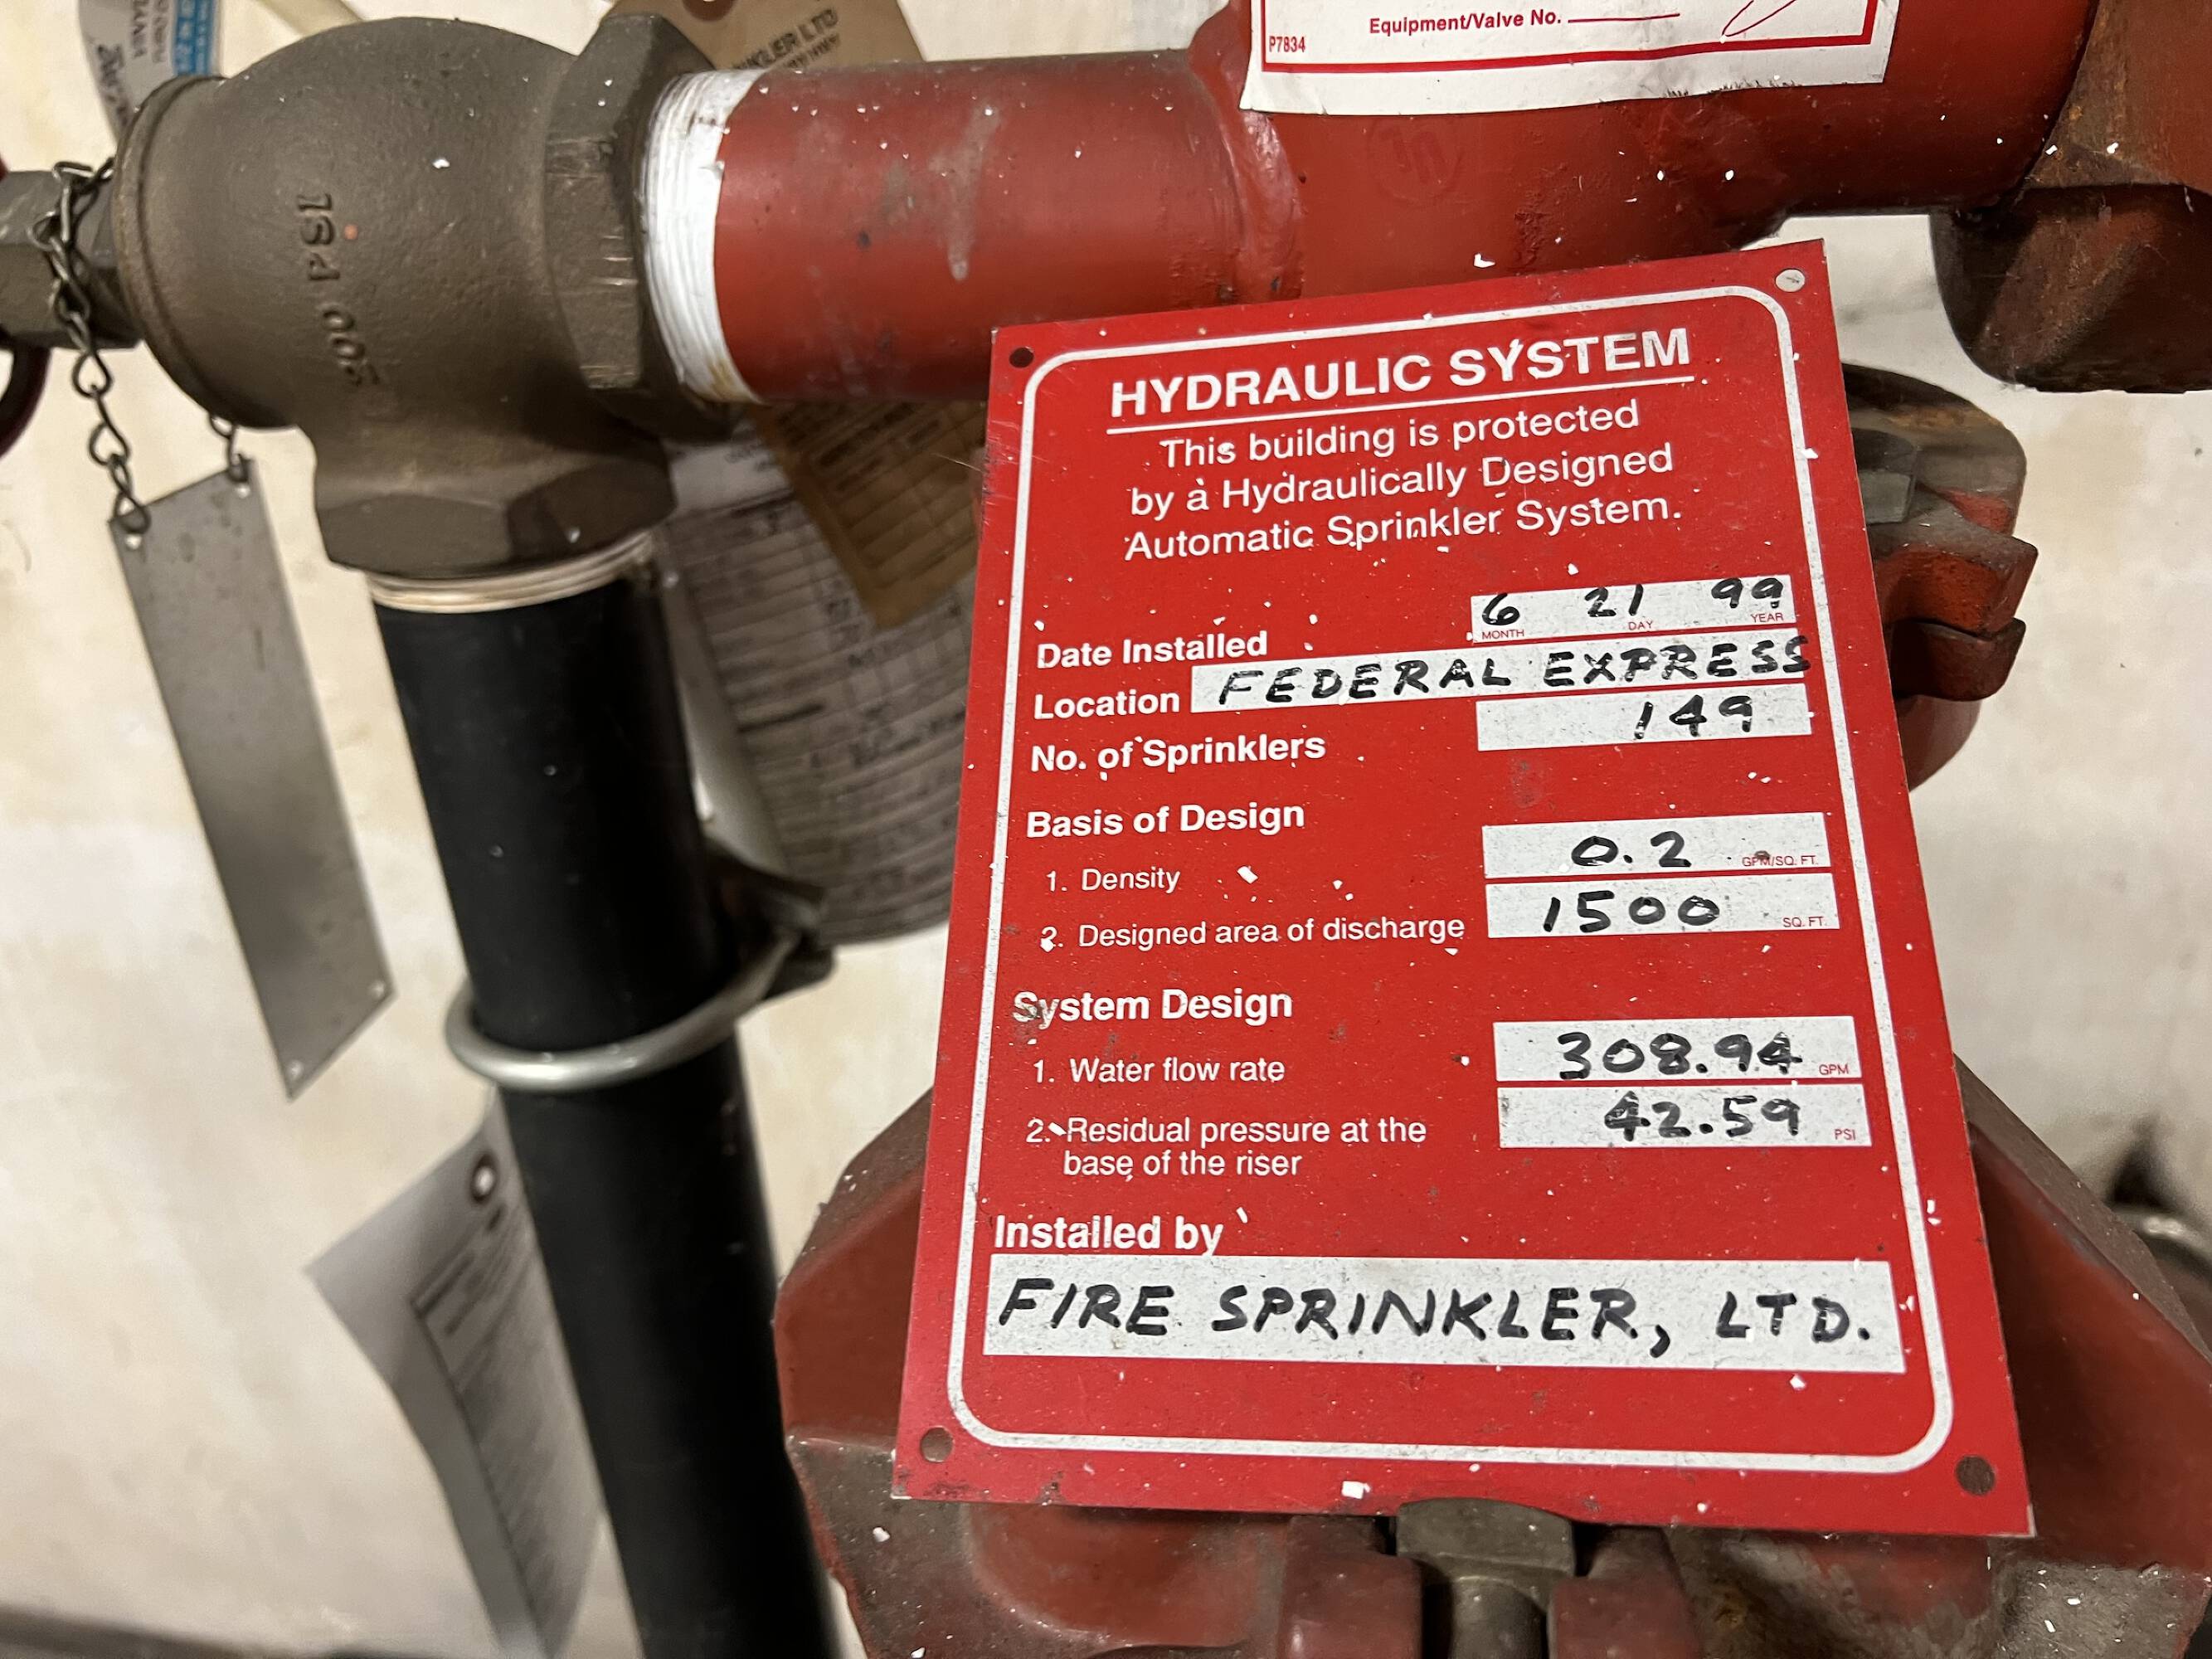 Equipment/Valve No.
P7834
300 PSI
HYDRAULIC SYSTEM
This building is protected
by a Hydraulically Designed
Automatic Sprinkler System.
Date Installed 6 21 99
MONTH DAY YEAR
Location FEDERAL EXPRESS
No. of Sprinklers 149
Basis of Design
1. Density 0.2 GPM/SQ. FT.
2. Designed area of discharge 1500 SQ. FT.
System Design
1. Water flow rate 308.94 GPM
2. Residual pressure at the 42.59 PSI
base of the riser
Installed by
FIRE SPRINKLER, LTD.